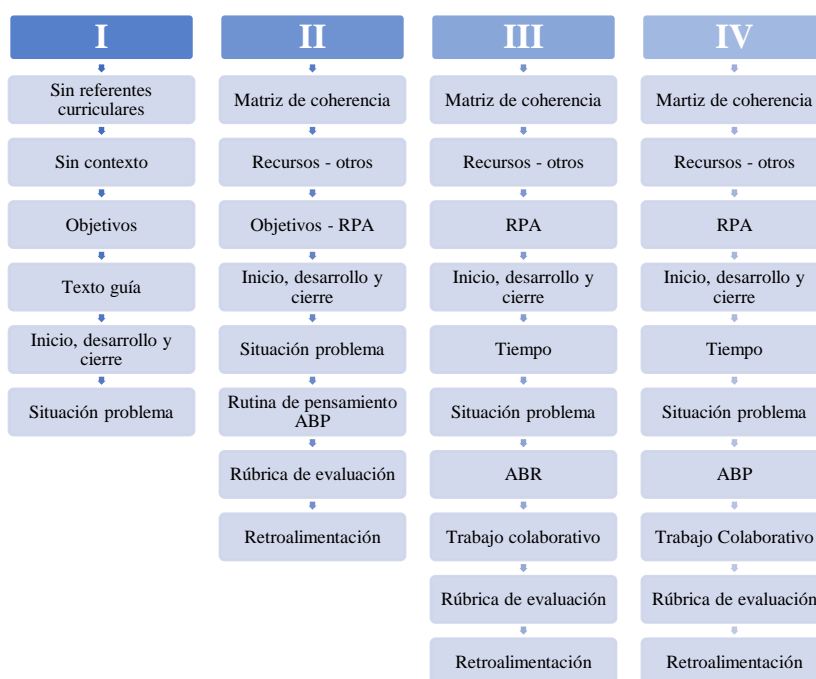 I
Sin referentes
curriculares
Sin contexto
Objetivos
Texto guía
Inicio, desarrollo y
cierre
Situación problema
II
Matriz de coherencia
Recursos - otros
Objetivos - RPA
Inicio, desarrollo y
cierre
Situación problema
Rutina de pensamiento
ABP
Rúbrica de evaluación
Retroalimentación
III
Matriz de coherencia
Recursos - otros
RPA
Inicio, desarrollo y
cierre
Tiempo
Situación problema
ABR
Trabajo colaborativo
Rúbrica de evaluación
Retroalimentación
IV
Martiz de coherencia
Recursos - otros
RPA
Inicio, desarrollo y
cierre
Tiempo
Situación problema
ABP
Trabajo Colaborativo
Rúbrica de evaluación
Retroalimentación